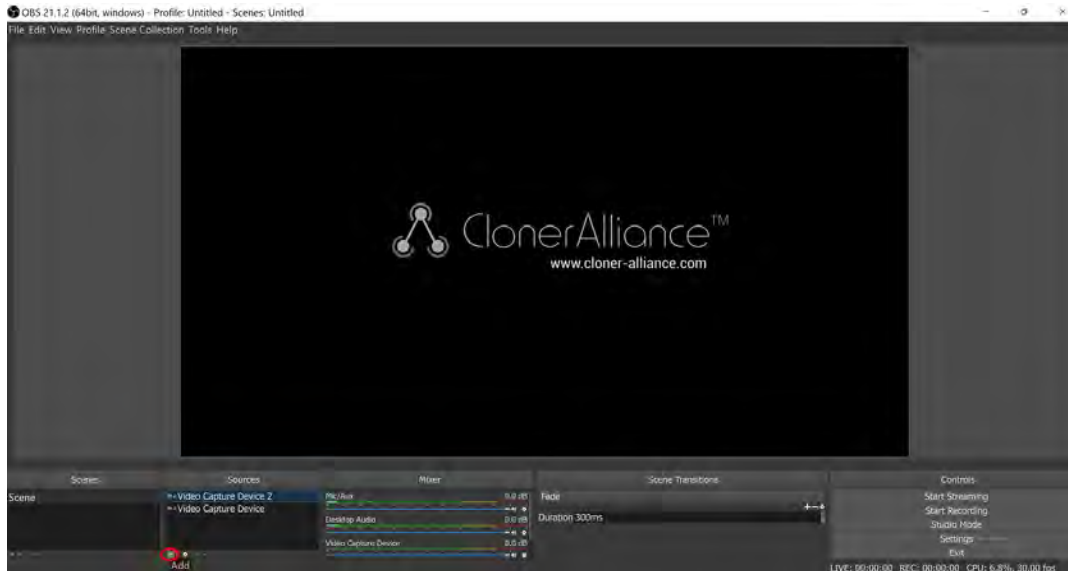 OBS 21.1.2 (64bit, windows) - Profile: Untitled - Scenes: Untitled
File Edit View Profile Scene Collection Tools Help
ClonerAlliance™
www.cloner-alliance.com
Scenes
Sources
Mixer
Scene Transitions
Controls
Scene
Video Capture Device 2
Video Capture Device
Mic/Aux 0.0 dB
Desktop Audio 0.0 dB
Video Capture Device 0.0 dB
Fade
Duration 300ms
Start Streaming
Start Recording
Studio Mode
Settings
Exit
Add
LIVE: 00:00:00 REC: 00:00:00 CPU: 6.8%, 30.00 fps